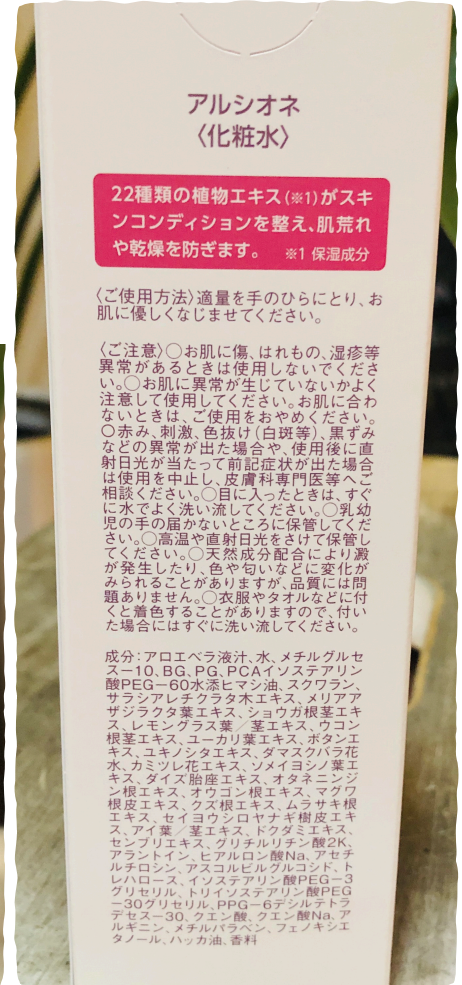 アルシオネ
〈化粧水〉
22種類の植物エキス(※1)がスキ
ンコンディションを整え、肌荒れ
や乾燥を防ぎます。 ※1 保湿成分
〈ご使用方法〉適量を手のひらにとり、お
肌に優しくなじませてください。
〈ご注意〉○お肌に傷、はれもの、湿疹等
異常があるときは使用しないでくださ
い。○お肌に異常が生じていないかよく
注意して使用してください。お肌に合わ
ないときは、ご使用をおやめください。
○赤み、刺激、色抜け(白斑等)、黒ずみ
などの異常が出た場合や、使用後に直
射日光が当たって前記症状が出た場合
は使用を中止し、皮膚科専門医等へご
相談ください。○目に入ったときは、すぐ
に水でよく洗い流してください。○乳幼
児の手の届かないところに保管してくだ
さい。○高温や直射日光をさけて保管し
てください。○天然成分配合により澱
が発生したり、色や匂いなどに変化が
みられることがありますが、品質には問
題ありません。○衣服やタオルなどに付
くと着色することがありますので、付い
た場合にはすぐに洗い流してください。
成分：アロエベラ液汁、水、メチルグルセ
ス－10、BG、PG、PCAイソステアリン
酸PEG－60水添ヒマシ油、スクワラン、
サラシアレチクラタ木エキス、メリアア
ザジラクタ葉エキス、ショウガ根茎エキ
ス、レモングラス葉／茎エキス、ウコン
根茎エキス、ユーカリ葉エキス、ボタンエ
キス、ユキノシタエキス、ダマスクバラ花
水、カミツレ花エキス、ソメイヨシノ葉エ
キス、ダイズ胎座エキス、オタネニンジ
ン根エキス、オウゴン根エキス、マグワ
根皮エキス、クズ根エキス、ムラサキ根
エキス、セイヨウシロヤナギ樹皮エキ
ス、アイ葉／茎エキス、ドクダミエキス、
センブリエキス、グリチルリチン酸2K、
アラントイン、ヒアルロン酸Na、アセチ
ルチロシン、アスコルビルグルコシド、ト
レハロース、イソステアリン酸PEG－3
グリセリル、トリイソステアリン酸PEG
－30グリセリル、PPG－6デシルテトラ
デセス－30、クエン酸、クエン酸Na、ア
ルギニン、メチルパラベン、フェノキシエ
タノール、ハッカ油、香料